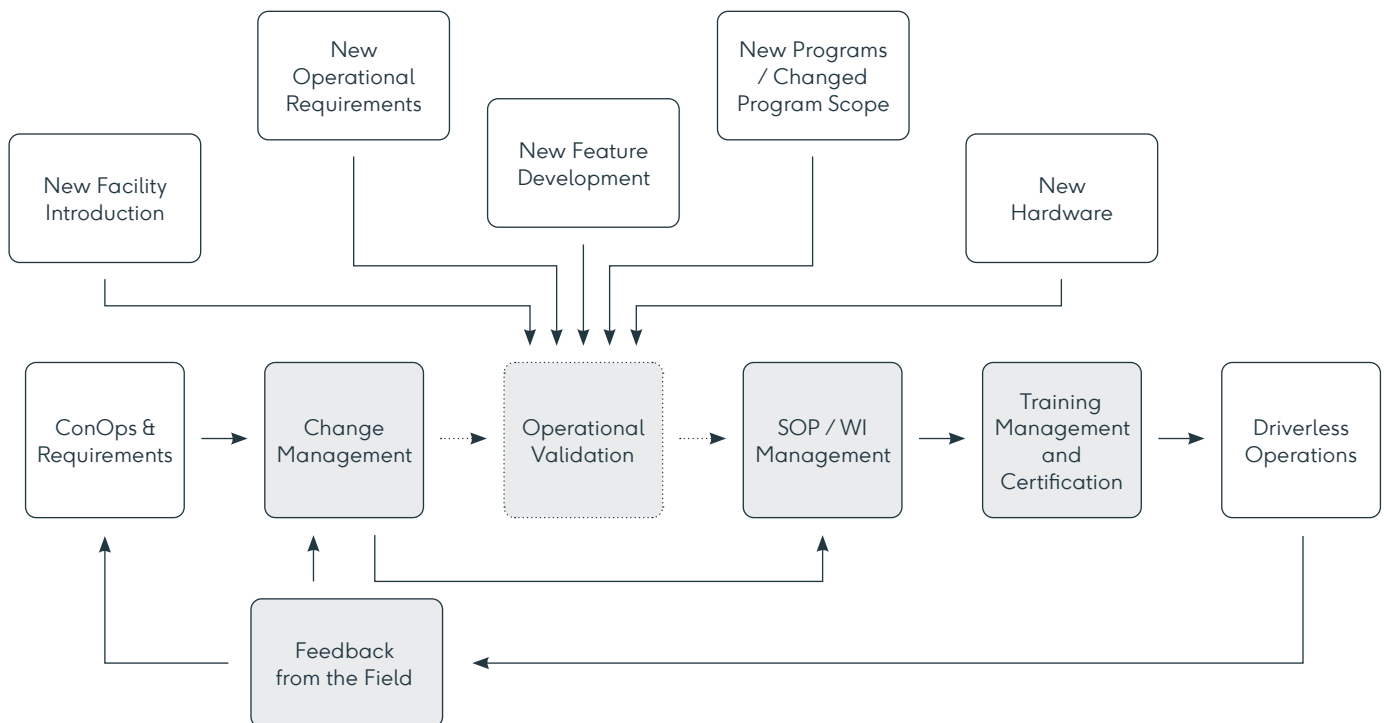 New
Operational
Requirements
New Programs
/ Changed
Program Scope
New Feature
Development
New Facility
Introduction
New
Hardware
ConOps &
Requirements
Change
Management
Operational
Validation
SOP / WI
Management
Training
Management
and
Certification
Driverless
Operations
Feedback
from the Field